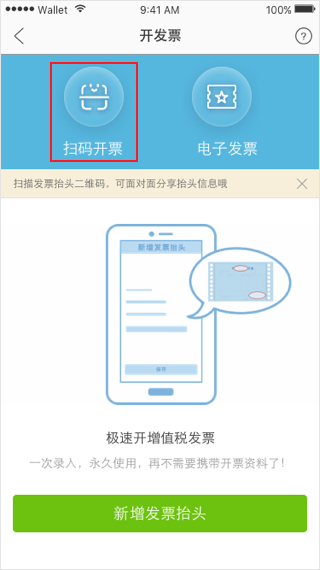 Wallet 9:41 AM 100%
开发票 ?
扫码开票 电子发票
扫描发票抬头二维码，可面对面分享抬头信息哦
新增发票抬头
保存
极速开增值税发票
一次录入，永久使用，再不需要携带开票资料了！
新增发票抬头